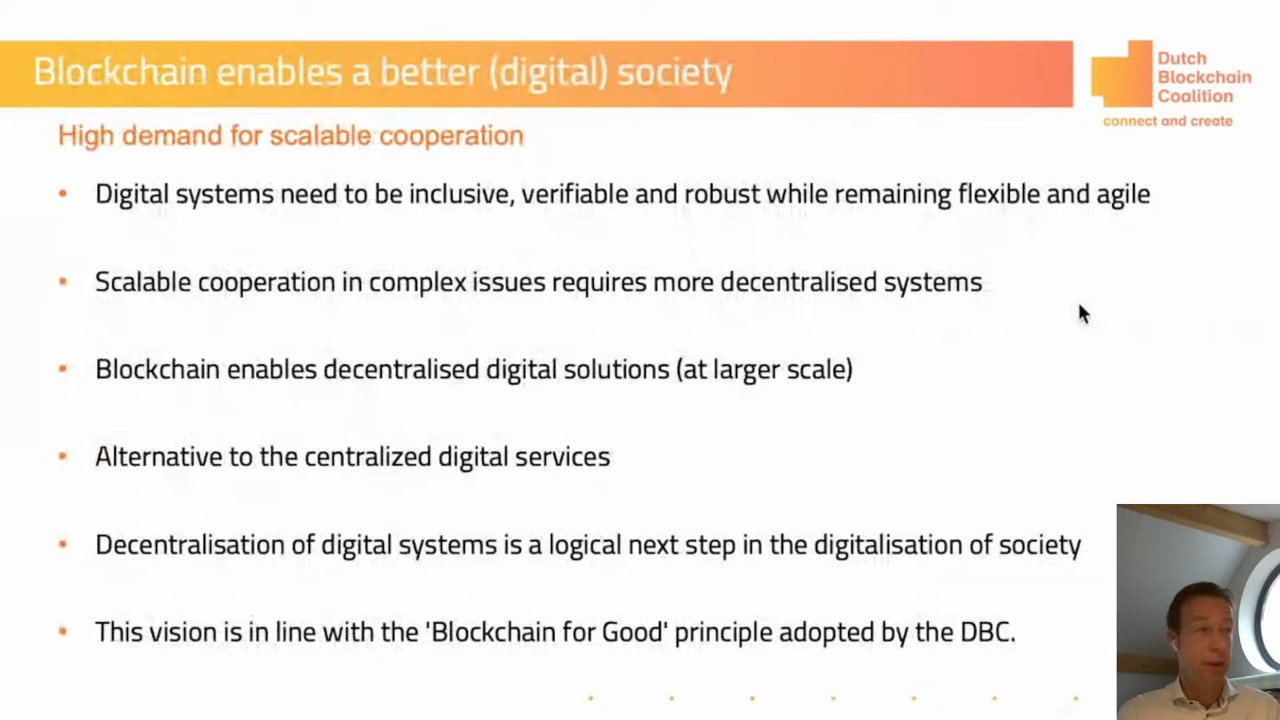 Blockchain enables a better (digital) society
Dutch
Blockchain
Coalition
connect and create
High demand for scalable cooperation
• Digital systems need to be inclusive, verifiable and robust while remaining flexible and agile
• Scalable cooperation in complex issues requires more decentralised systems
• Blockchain enables decentralised digital solutions (at larger scale)
• Alternative to the centralized digital services
• Decentralisation of digital systems is a logical next step in the digitalisation of society
• This vision is in line with the 'Blockchain for Good' principle adopted by the DBC.